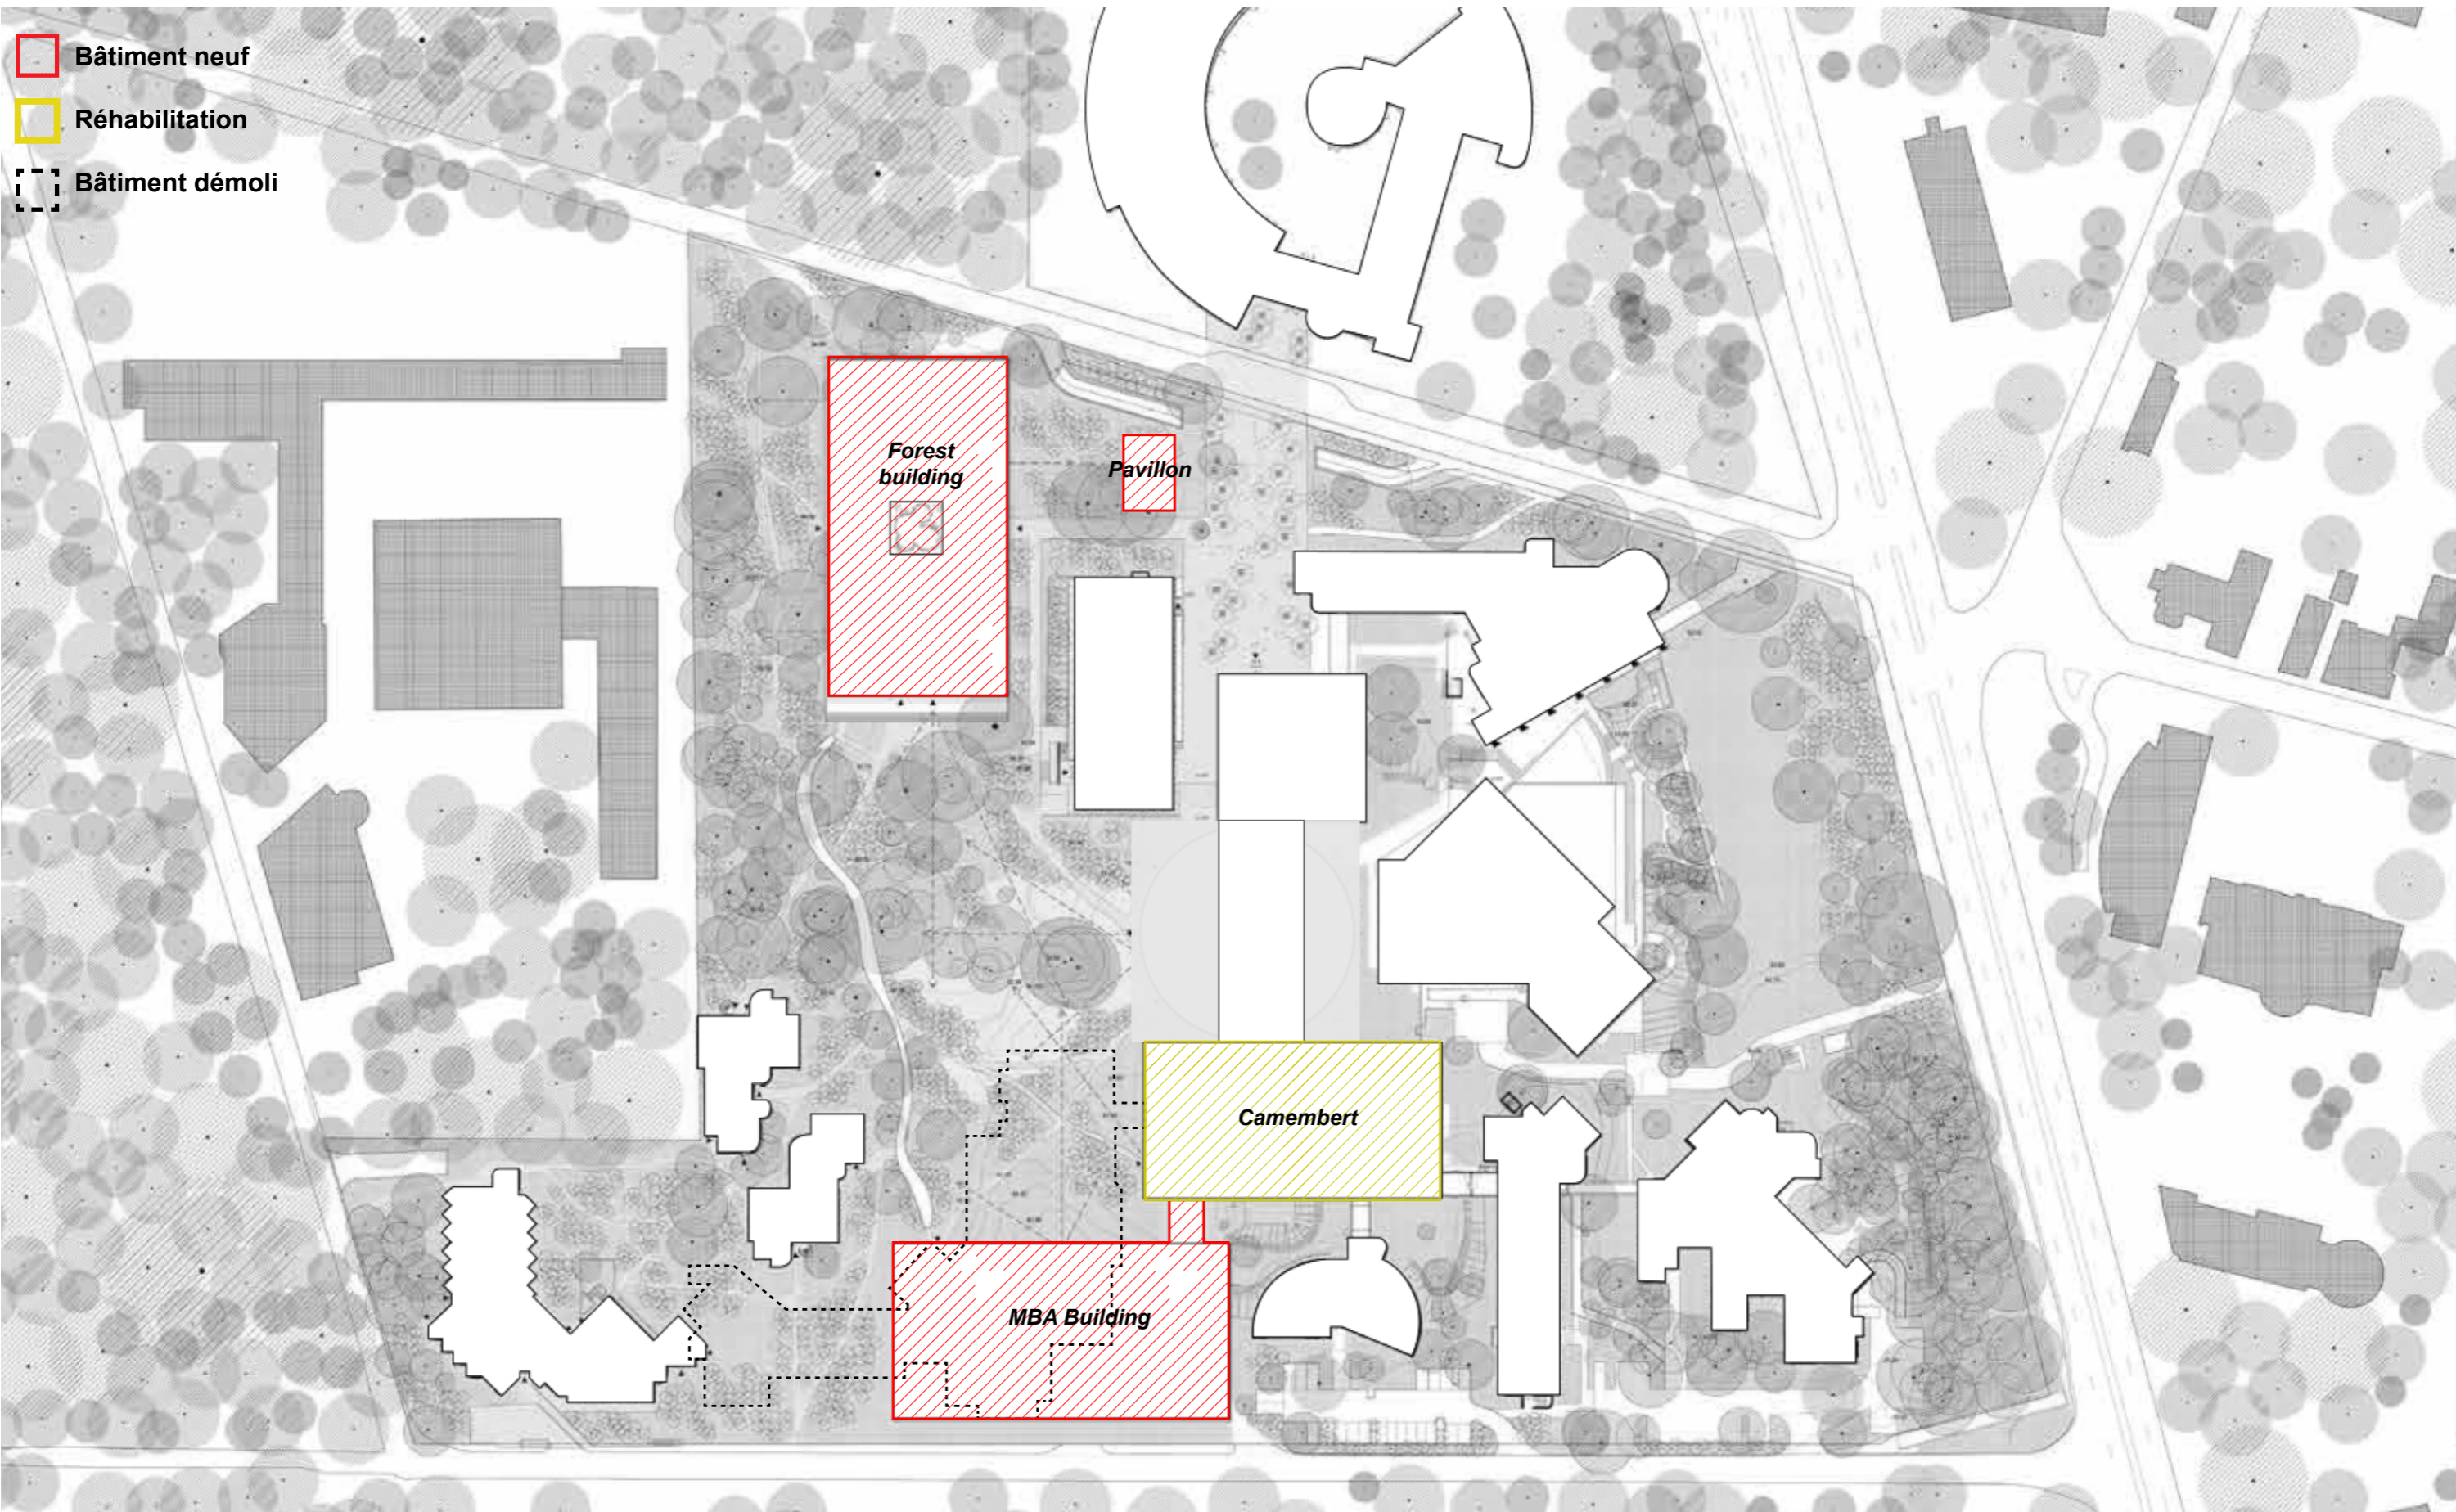 Bâtiment neuf
Réhabilitation
Bâtiment démoli
Forest
building
Pavillon
Camembert
MBA Building